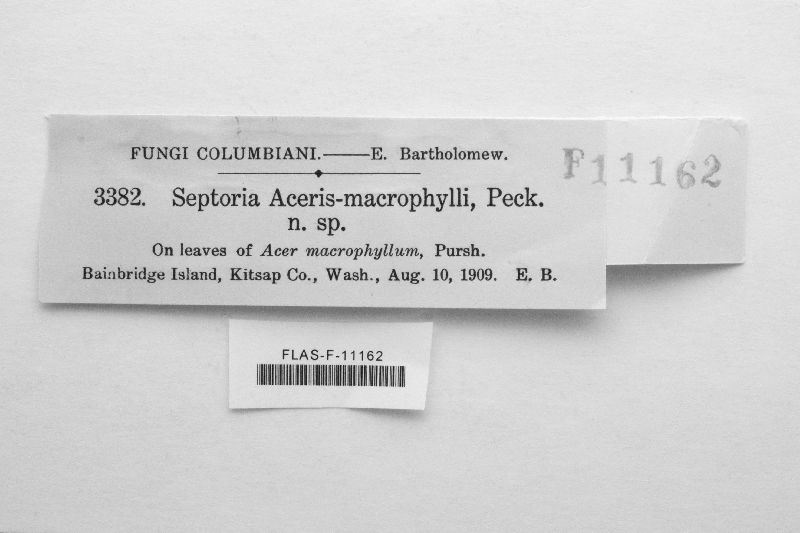 FUNGI COLUMBIANI.——E. Bartholomew.
F11162
3382. Septoria Aceris-macrophylli, Peck.
n. sp.
On leaves of Acer macrophyllum, Pursh.
Bainbridge Island, Kitsap Co., Wash., Aug. 10, 1909. E. B.
FLAS-F-11162